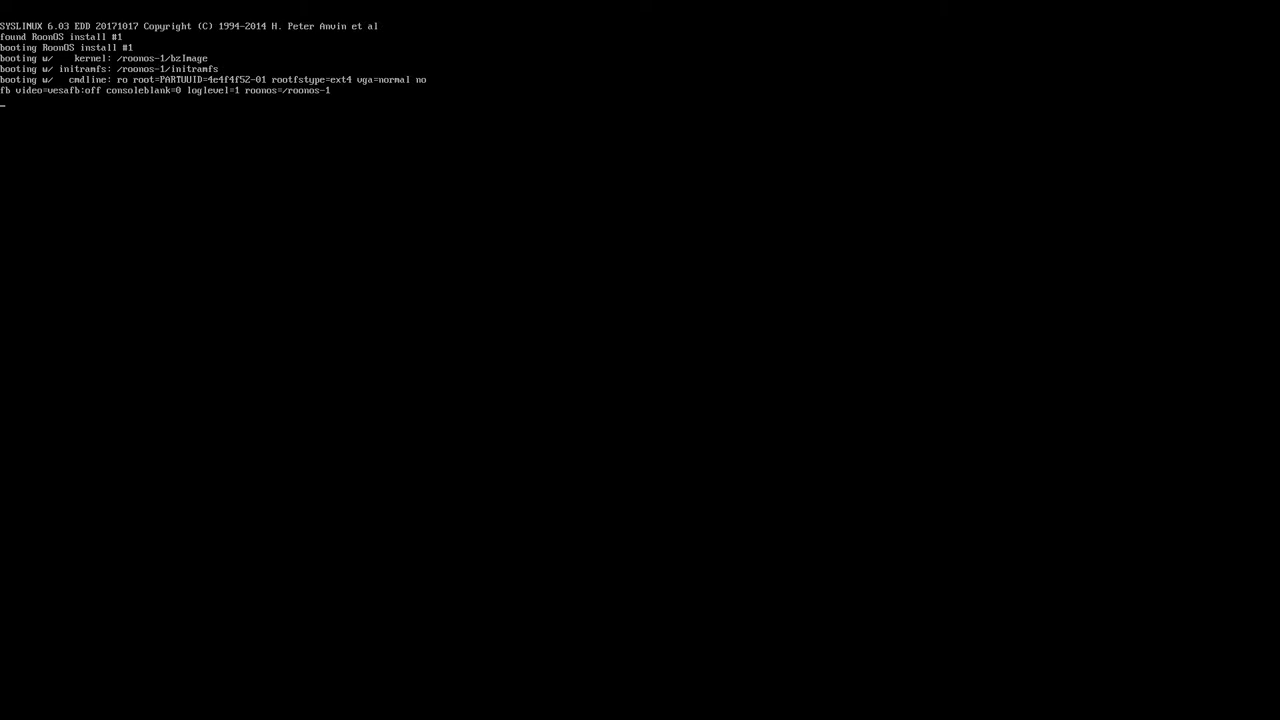 SYSLINUX 6.03 EDD 20171017 Copyright (C) 1994-2014 H. Peter Anvin et al
found RoonOS install #1
booting RoonOS install #1
booting w/    kernel: /roonos-1/bzImage
booting w/ initramfs: /roonos-1/initramfs
booting w/   cmdline: ro root=PARTUUID=4e4f4f52-01 rootfstype=ext4 vga=normal no
fb video=vesafb:off consoleblank=0 loglevel=1 roonos=/roonos-1